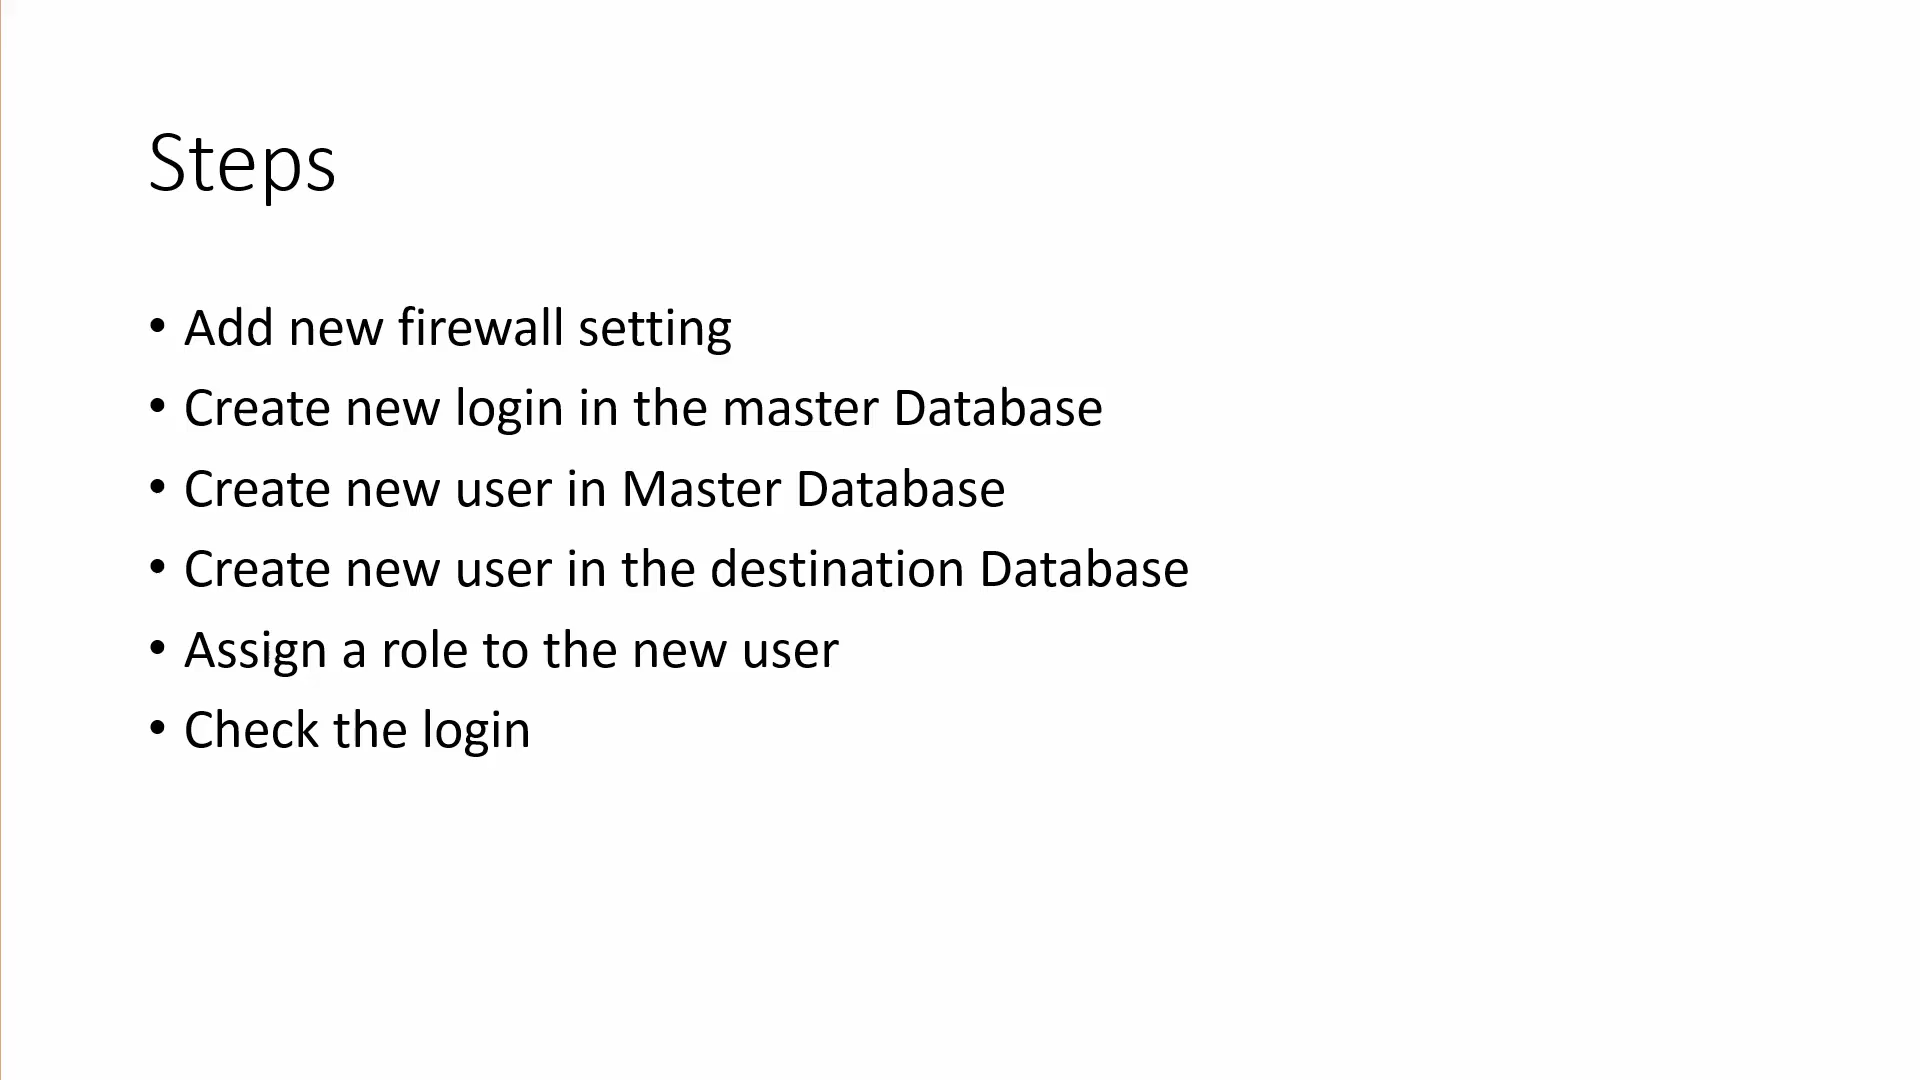 Steps
• Add new firewall setting
• Create new login in the master Database
• Create new user in Master Database
• Create new user in the destination Database
• Assign a role to the new user
• Check the login